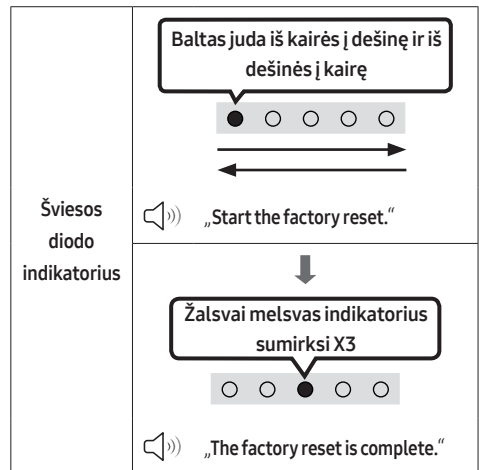 Šviesos
diodo
indikatorius
Baltas juda iš kairės į dešinę ir iš
dešinės į kairę
„Start the factory reset.“
Žalsvai melsvas indikatorius
sumirksi X3
„The factory reset is complete.“